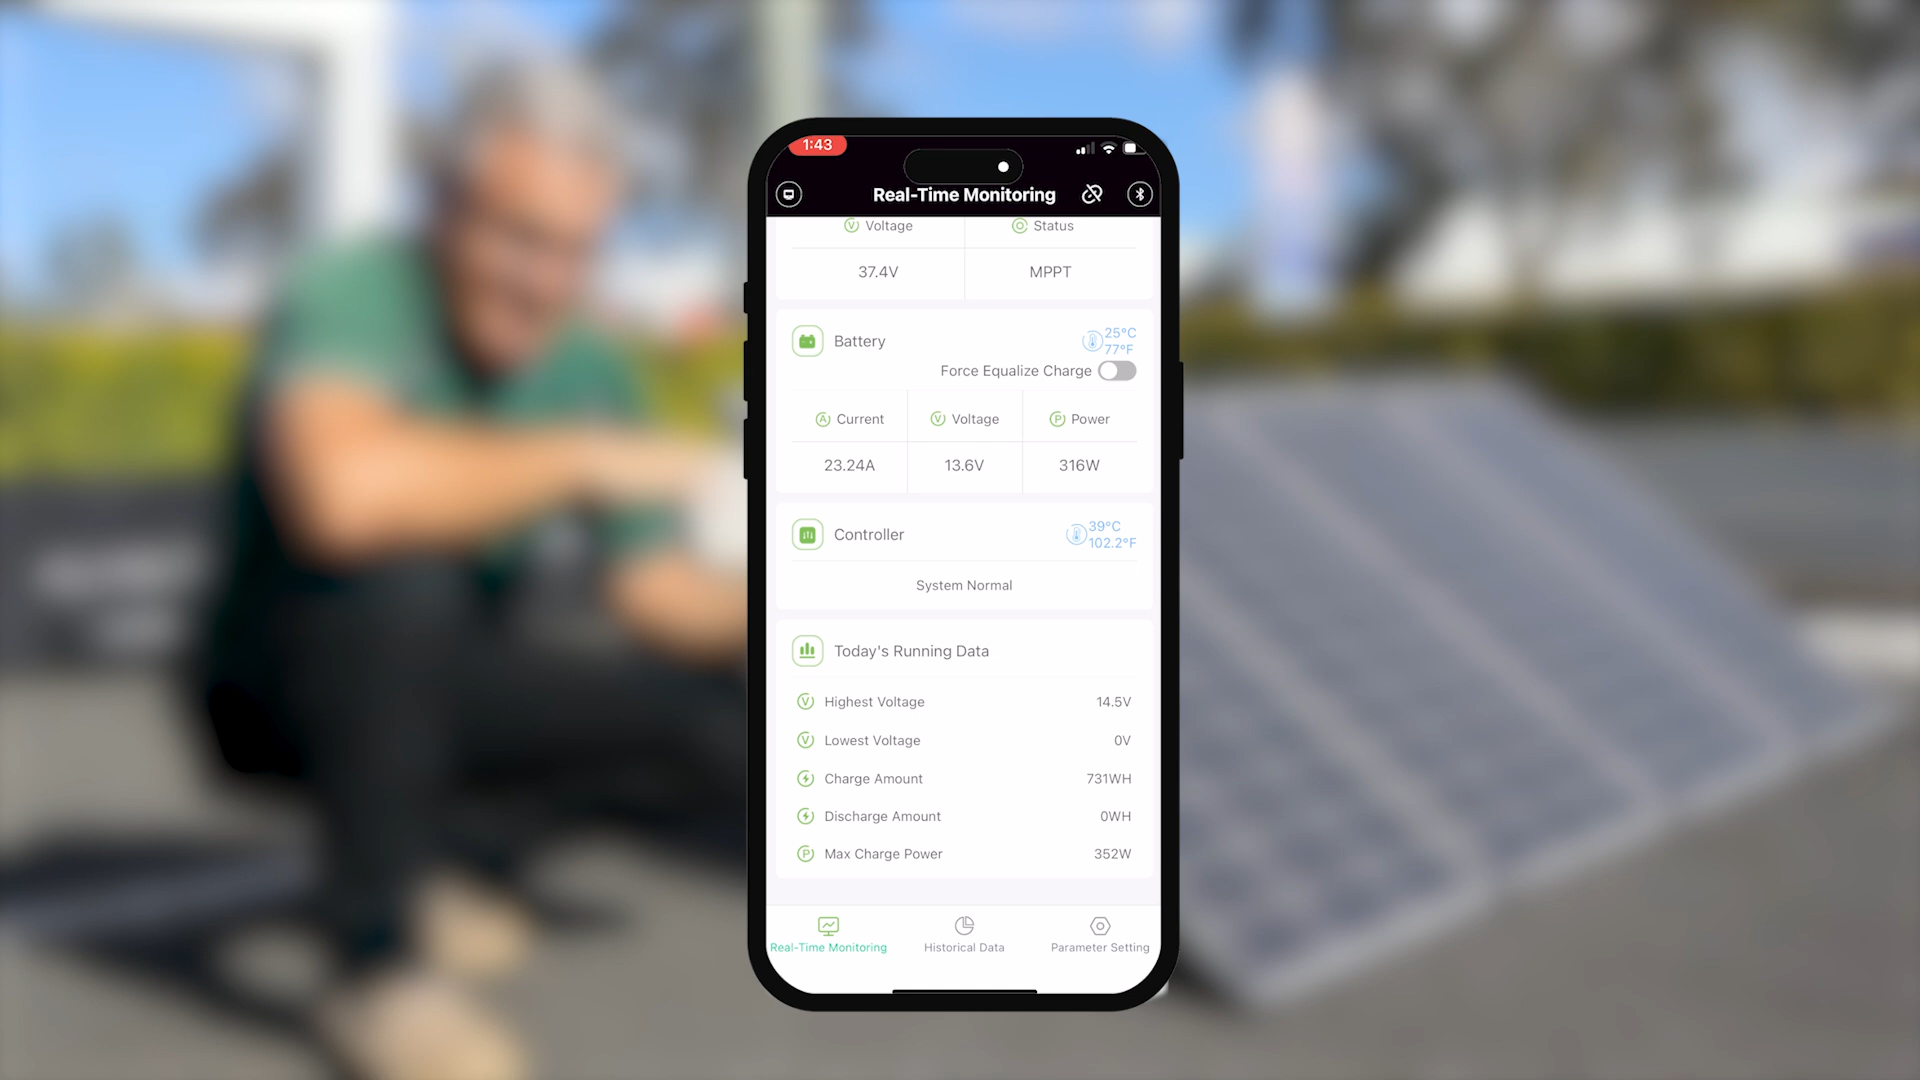 1:43
Real-Time Monitoring
Voltage Status
37.4V MPPT
Battery 25°C
77°F
Force Equalize Charge
Current Voltage Power
23.24A 13.6V 316W
Controller 39°C
102.2°F
System Normal
Today's Running Data
Highest Voltage 14.5V
Lowest Voltage 0V
Charge Amount 731WH
Discharge Amount 0WH
Max Charge Power 352W
Real-Time Monitoring Historical Data Parameter Setting